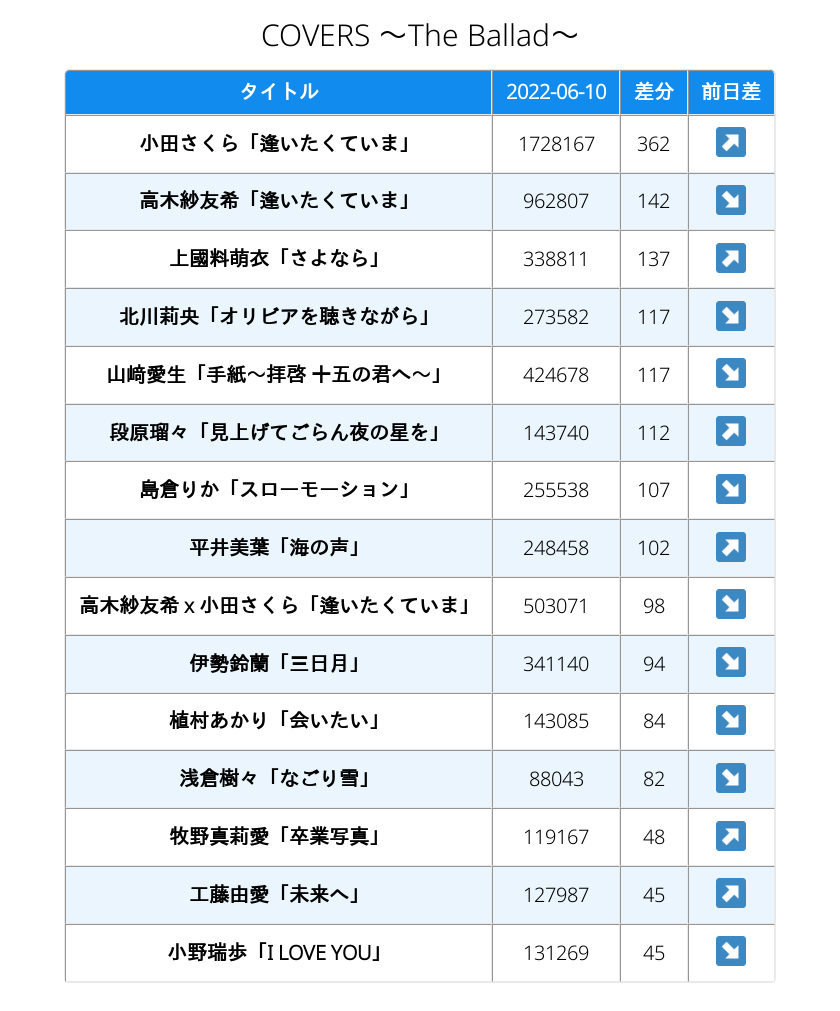 COVERS ～The Ballad～
タイトル 2022-06-10 差分 前日差
小田さくら「逢いたくていま」 1728167 362 ↗
高木紗友希「逢いたくていま」 962807 142 ↘
上國料萌衣「さよなら」 338811 137 ↗
北川莉央「オリビアを聴きながら」 273582 117 ↘
山﨑愛生「手紙～拝啓 十五の君へ～」 424678 117 ↘
段原瑠々「見上げてごらん夜の星を」 143740 112 ↗
島倉りか「スローモーション」 255538 107 ↘
平井美葉「海の声」 248458 102 ↗
高木紗友希 x 小田さくら「逢いたくていま」 503071 98 ↘
伊勢鈴蘭「三日月」 341140 94 ↘
植村あかり「会いたい」 143085 84 ↘
浅倉樹々「なごり雪」 88043 82 ↘
牧野真莉愛「卒業写真」 119167 48 ↗
工藤由愛「未来へ」 127987 45 ↗
小野瑞歩「I LOVE YOU」 131269 45 ↘